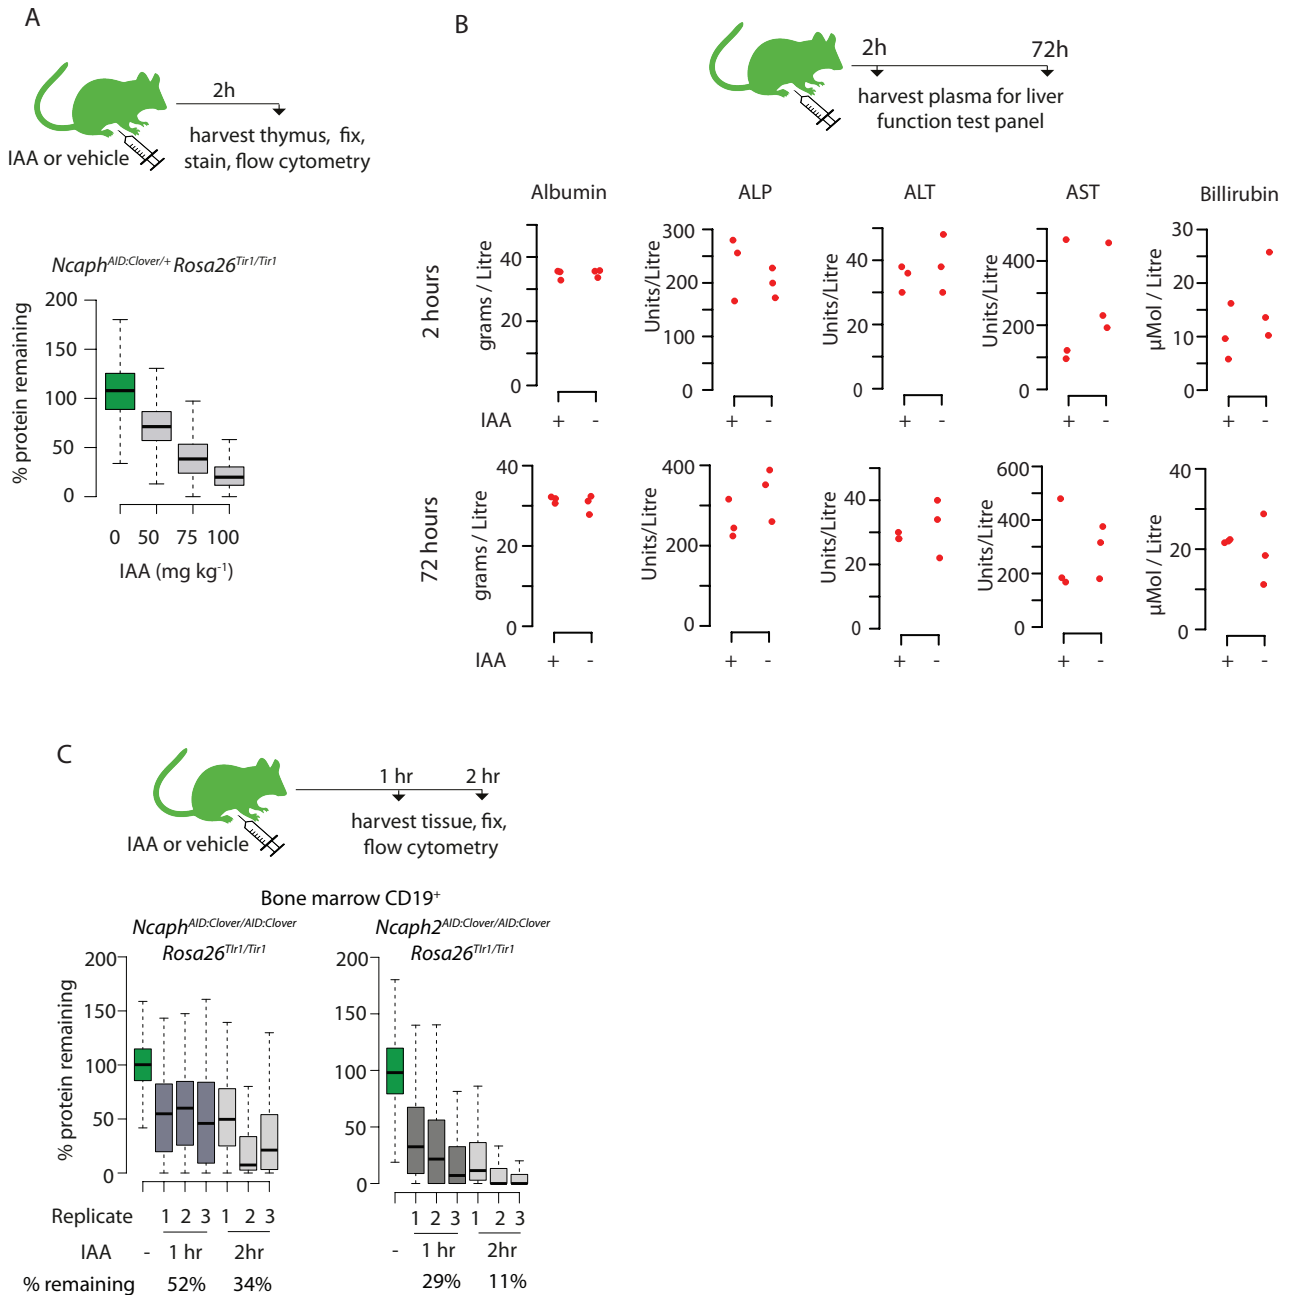 A
2h
harvest thymus, fix,
stain, flow cytometry
IAA or vehicle
Ncaph^AID:Clover/+ Rosa26^Tir1/Tir1
% protein remaining
200
150
100
50
0
0 50 75 100
IAA (mg kg⁻¹)
B
2h 72h
harvest plasma for liver
function test panel
Albumin ALP ALT AST Billirubin
2 hours
grams / Litre
40
20
0
Units/Litre
300
200
100
0
Units/Litre
40
20
0
Units/Litre
400
200
0
µMol / Litre
30
20
10
0
IAA + - + - + - + - + -
72 hours
grams / Litre
40
20
0
Units/Litre
400
200
0
Units/Litre
40
20
0
Units/Litre
600
400
200
0
µMol / Litre
40
20
0
IAA + - + - + - + - + -
C
1 hr 2 hr
harvest tissue, fix,
flow cytometry
IAA or vehicle
Bone marrow CD19⁺
Ncaph^AID:Clover/AID:Clover
Rosa26^TIr1/Tir1
% protein remaining
200
150
100
50
0
Ncaph2^AID:Clover/AID:Clover
Rosa26^TIr1/Tir1
200
150
100
50
0
Replicate 1 2 3 1 2 3 1 2 3 1 2 3
IAA - 1 hr 2hr - 1 hr 2hr
% remaining 52% 34% 29% 11%